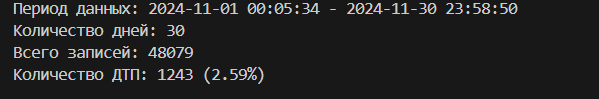 Период данных: 2024-11-01 00:05:34 - 2024-11-30 23:58:50
Количество дней: 30
Всего записей: 48079
Количество ДТП: 1243 (2.59%)